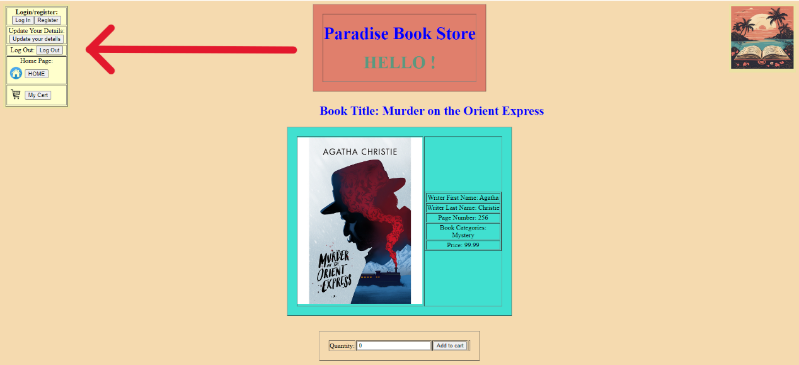 Login/register:
Log In Register
Update Your Details:
Update your details
Log Out: Log Out
Home Page:
HOME
My Cart
Paradise Book Store
HELLO !
Book Title: Murder on the Orient Express
AGATHA CHRISTIE
MURDER
ON THE
ORIENT
EXPRESS
Writer First Name: Agatha
Writer Last Name: Christie
Page Number: 256
Book Categories:
Mystery
Price: 99.99
Quantity: 0 Add to cart